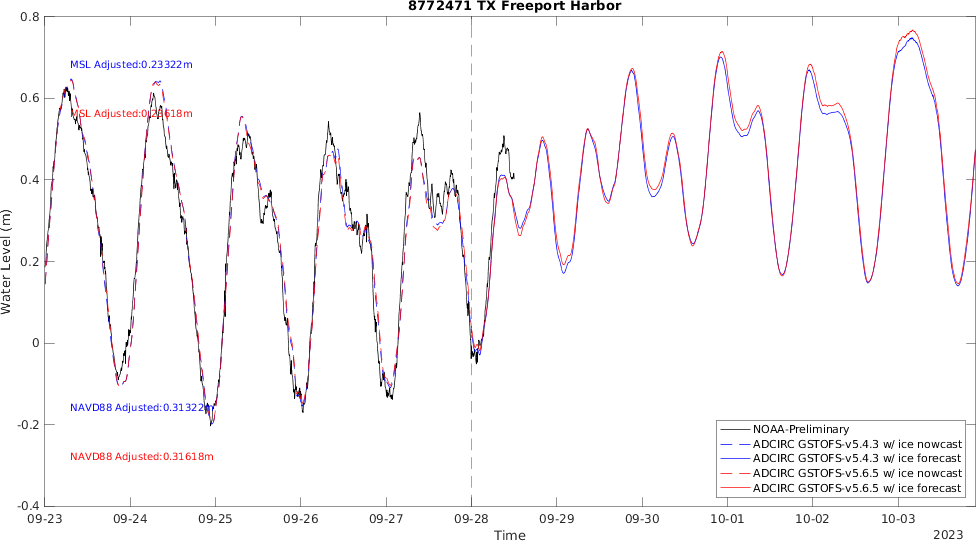 8772471 TX Freeport Harbor
0.8
MSL Adjusted:0.23322m
0.6
MSL Adjusted:0.23618m
0.4
Water Level (m)
0.2
0
NAVD88 Adjusted:0.31322m
-0.2
NAVD88 Adjusted:0.31618m
NOAA-Preliminary
ADCIRC GSTOFS-v5.4.3 w/ ice nowcast
ADCIRC GSTOFS-v5.4.3 w/ ice forecast
ADCIRC GSTOFS-v5.6.5 w/ ice nowcast
ADCIRC GSTOFS-v5.6.5 w/ ice forecast
-0.4
09-23 09-24 09-25 09-26 09-27 09-28 09-29 09-30 10-01 10-02 10-03
Time
2023